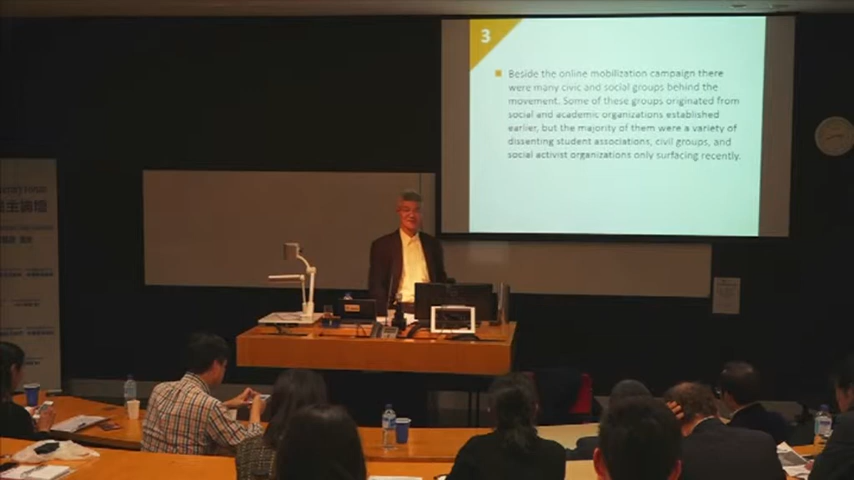 3
Beside the online mobilization campaign there
were many civic and social groups behind the
movement. Some of these groups originated from
social and academic organizations established
earlier, but the majority of them were a variety of
dissenting student associations, civil groups, and
social activist organizations only surfacing recently.